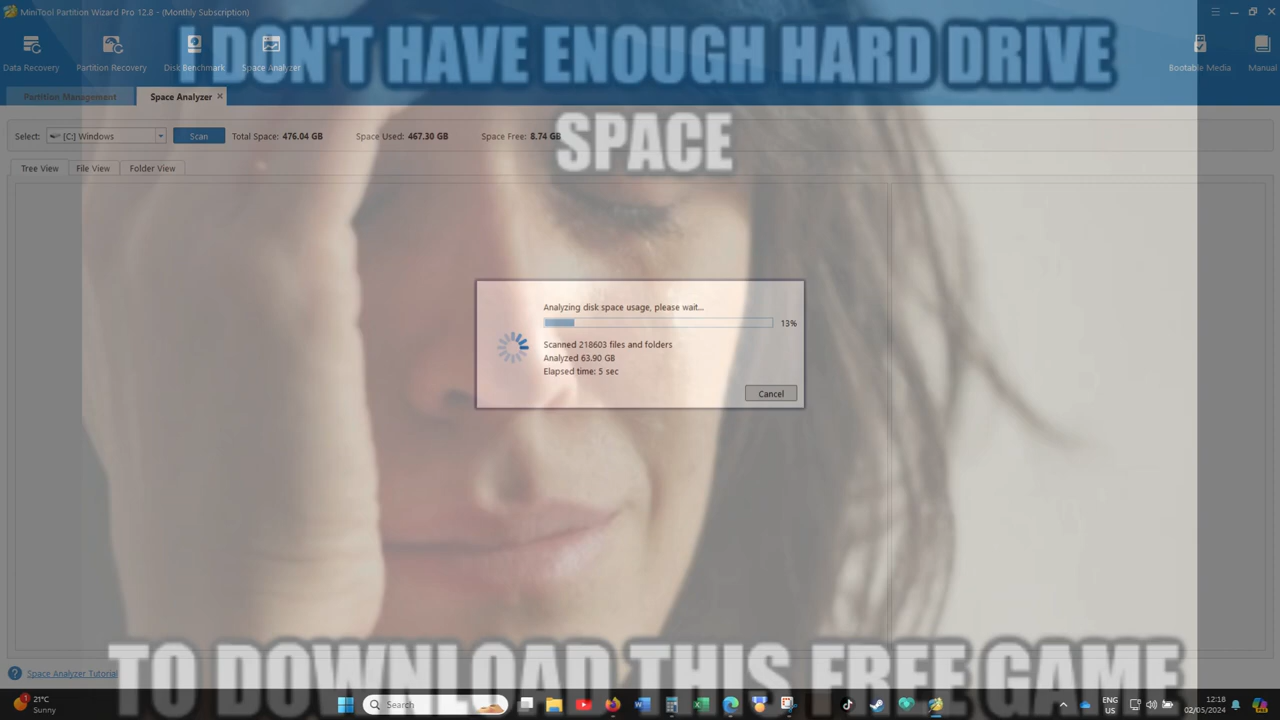 MiniTool Partition Wizard Pro 12.8 - (Monthly Subscription)
I DON'T HAVE ENOUGH HARD DRIVE
SPACE
Data Recovery
Partition Recovery
Disk Benchmark
Space Analyzer
Bootable Media
Manual
Partition Management
Space Analyzer
Select: [C:] Windows Scan Total Space: 476.04 GB Space Used: 467.30 GB Space Free: 8.74 GB
Tree View File View Folder View
Analyzing disk space usage, please wait...
13%
Scanned 218603 files and folders
Analyzed 63.90 GB
Elapsed time: 5 sec
Cancel
TO DOWNLOAD THIS FREE GAME
Space Analyzer Tutorial
21°C
Sunny
Search
ENG
US
12:18
02/05/2024